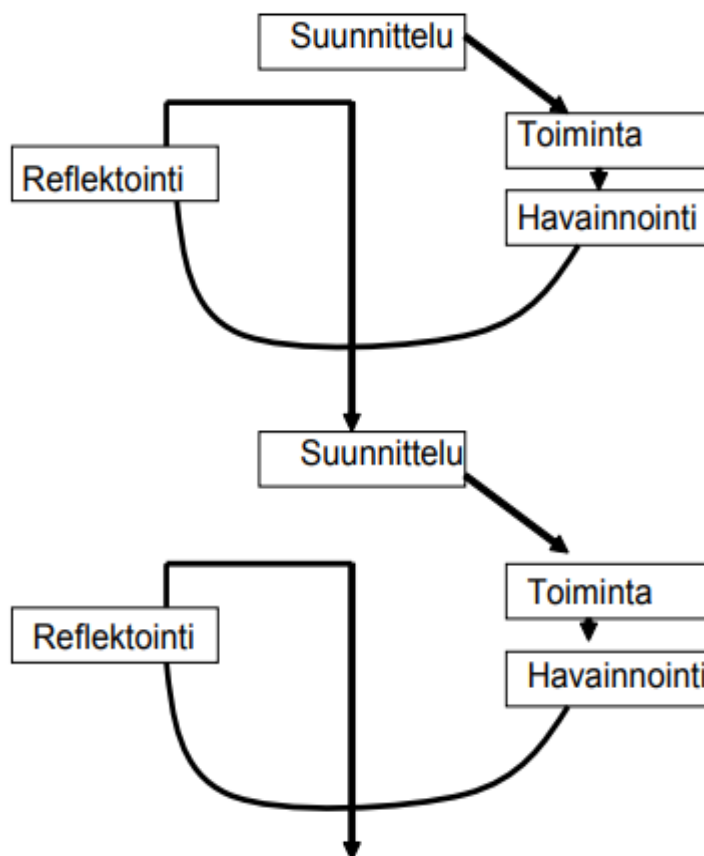 Suunnittelu
Toiminta
Reflektointi
Havainnointi
Suunnittelu
Toiminta
Reflektointi
Havainnointi